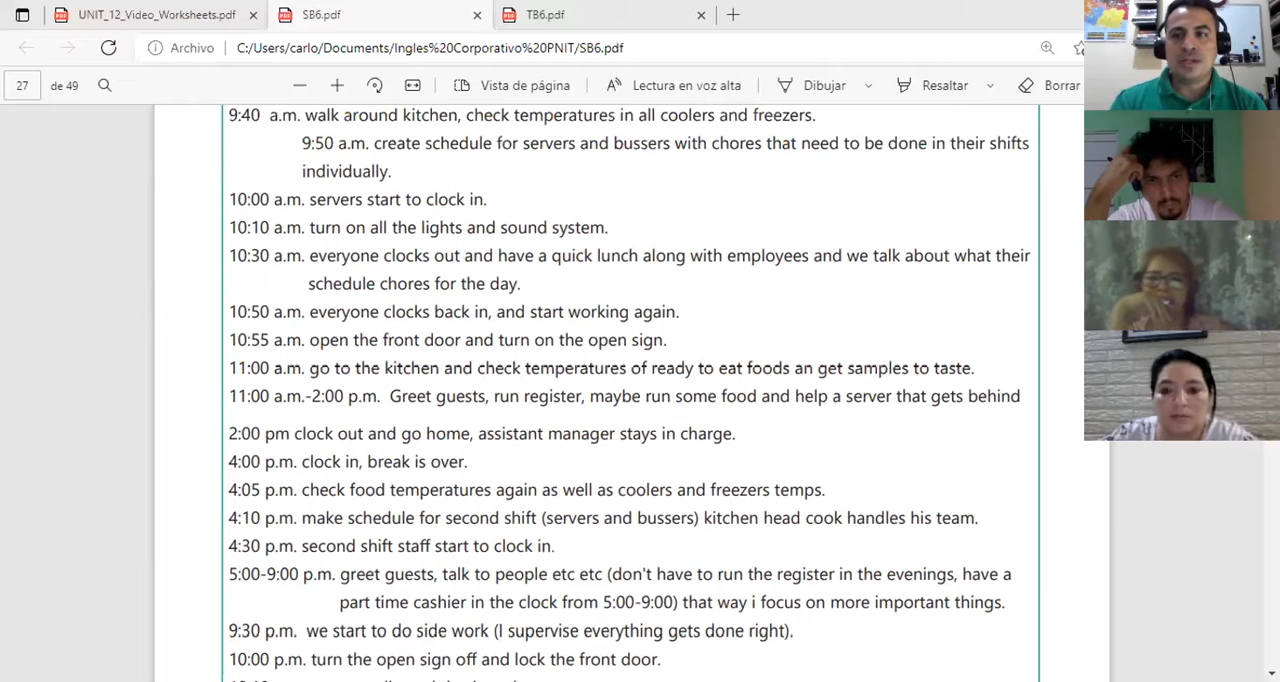 UNIT_12_Video_Worksheets.pdf
SB6.pdf
TB6.pdf
Archivo
C:/Users/carlo/Documents/Ingles%20Corporativo%20PNIT/SB6.pdf
27
de 49
Vista de página
Lectura en voz alta
Dibujar
Resaltar
Borrar
9:40 a.m. walk around kitchen, check temperatures in all coolers and freezers.
9:50 a.m. create schedule for servers and bussers with chores that need to be done in their shifts
individually.
10:00 a.m. servers start to clock in.
10:10 a.m. turn on all the lights and sound system.
10:30 a.m. everyone clocks out and have a quick lunch along with employees and we talk about what their
schedule chores for the day.
10:50 a.m. everyone clocks back in, and start working again.
10:55 a.m. open the front door and turn on the open sign.
11:00 a.m. go to the kitchen and check temperatures of ready to eat foods an get samples to taste.
11:00 a.m.-2:00 p.m. Greet guests, run register, maybe run some food and help a server that gets behind
2:00 pm clock out and go home, assistant manager stays in charge.
4:00 p.m. clock in, break is over.
4:05 p.m. check food temperatures again as well as coolers and freezers temps.
4:10 p.m. make schedule for second shift (servers and bussers) kitchen head cook handles his team.
4:30 p.m. second shift staff start to clock in.
5:00-9:00 p.m. greet guests, talk to people etc etc (don't have to run the register in the evenings, have a
part time cashier in the clock from 5:00-9:00) that way i focus on more important things.
9:30 p.m. we start to do side work (I supervise everything gets done right).
10:00 p.m. turn the open sign off and lock the front door.